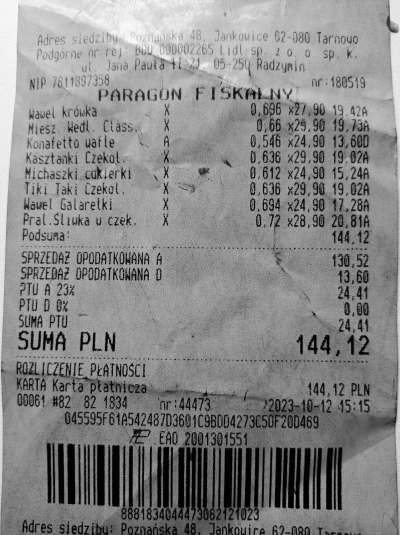 Adres siedziby: Poznańska 48, Jankowice 62-080 Tarnowo
Podgórne nr rej: BDO 000002265 Lidl sp. z o. o. sp. k.
ul. Jana Pawła 21, 05-250 Radzymin
NIP 7811897358 nr:180519
PARAGON FISKALNY
Wawel krówka X 0,696 x27,90 19,42A
Miesz. Wedl. Class. X 0,66 x29,90 19,73A
Konafetto wafle A 0,546 x24,90 13,60D
Kasztanki Czekol. X 0,636 x29,90 19,02A
Michaszki cukierki X 0,612 x24,90 15,24A
Tiki Taki Czekol. X 0,636 x29,90 19,02A
Wawel Galaretki X 0,694 x24,90 17,28A
Pral.Śliwka w czek. X 0,72 x28,90 20,81A
Podsuma: 144,12
SPRZEDAŻ OPODATKOWANA A 130,52
SPRZEDAŻ OPODATKOWANA D 13,60
PTU A 23% 24,41
PTU D 0% 0,00
SUMA PTU 24,41
SUMA PLN 144,12
ROZLICZENIE PŁATNOŚCI
KARTA Karta płatnicza 144,12 PLN
00061 #82 82 1834 nr:44473 2023-10-12 15:15
045595F61A542487D3601C9BDD4273C5DF20D469
EAO 2001301551
8881834044473082121023
Adres siedziby: Poznańska 48, Jankowice 62-080 Tarnowo